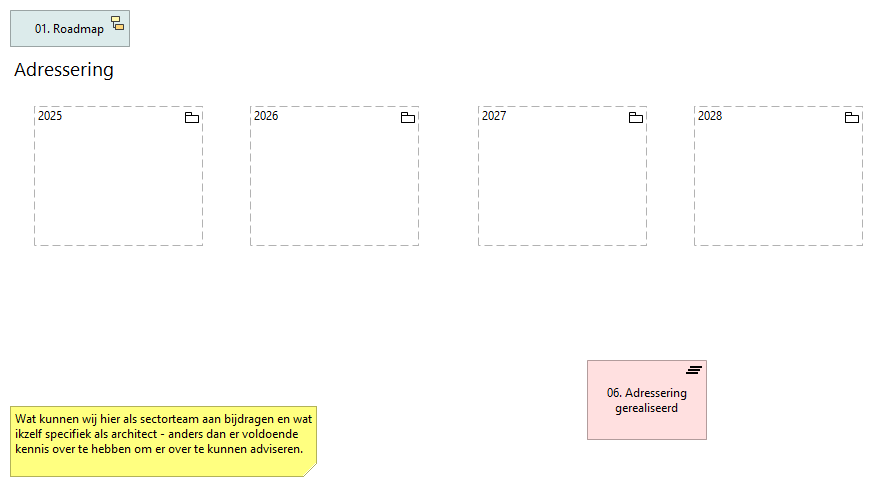 01. Roadmap
Adressering
2025
2026
2027
2028
06. Adressering
gerealiseerd
Wat kunnen wij hier als sectorteam aan bijdragen en wat
ikzelf specifiek als architect - anders dan er voldoende
kennis over te hebben om er over te kunnen adviseren.